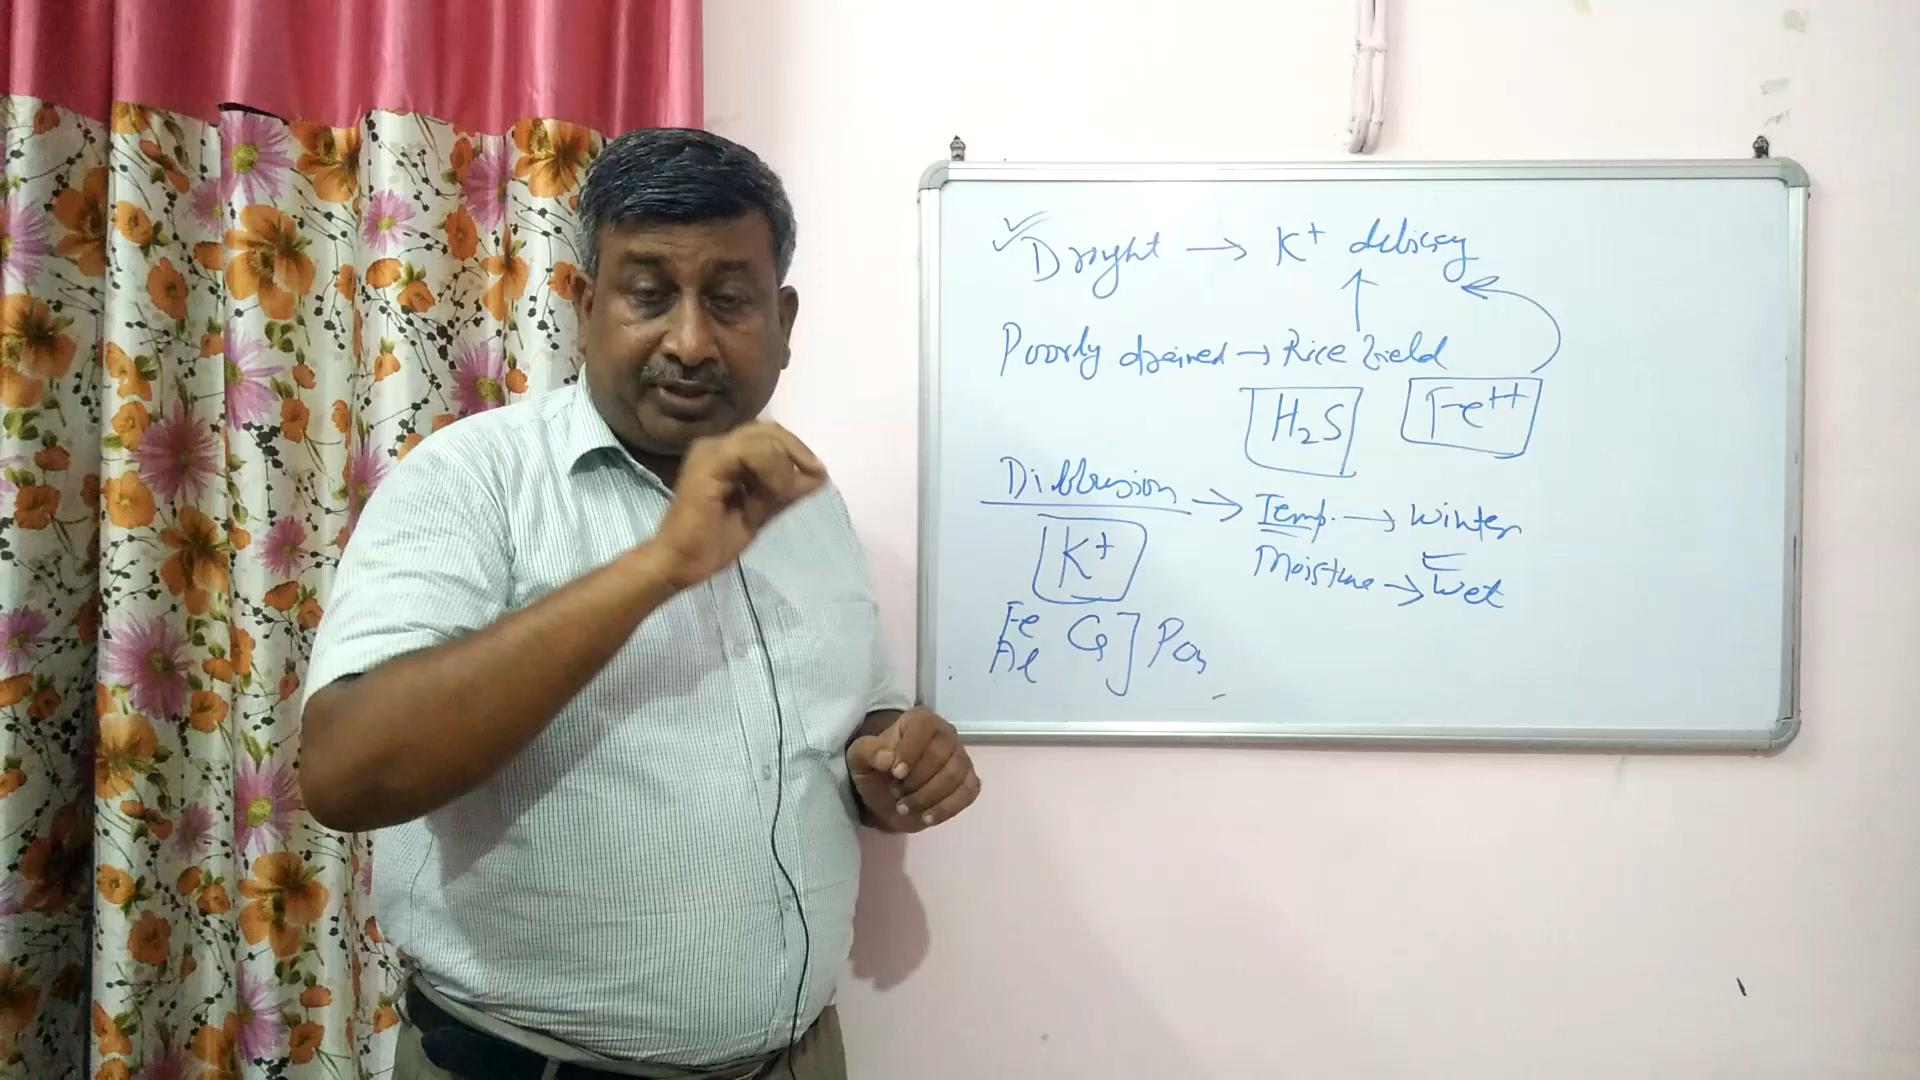 Drought → K+ deficiency
Poorly drained → Rice Field
H2S Fe++
Diffusion → Temp. → Winter
K+ Moisture → Wet
Fe Ca ] PO4
Al